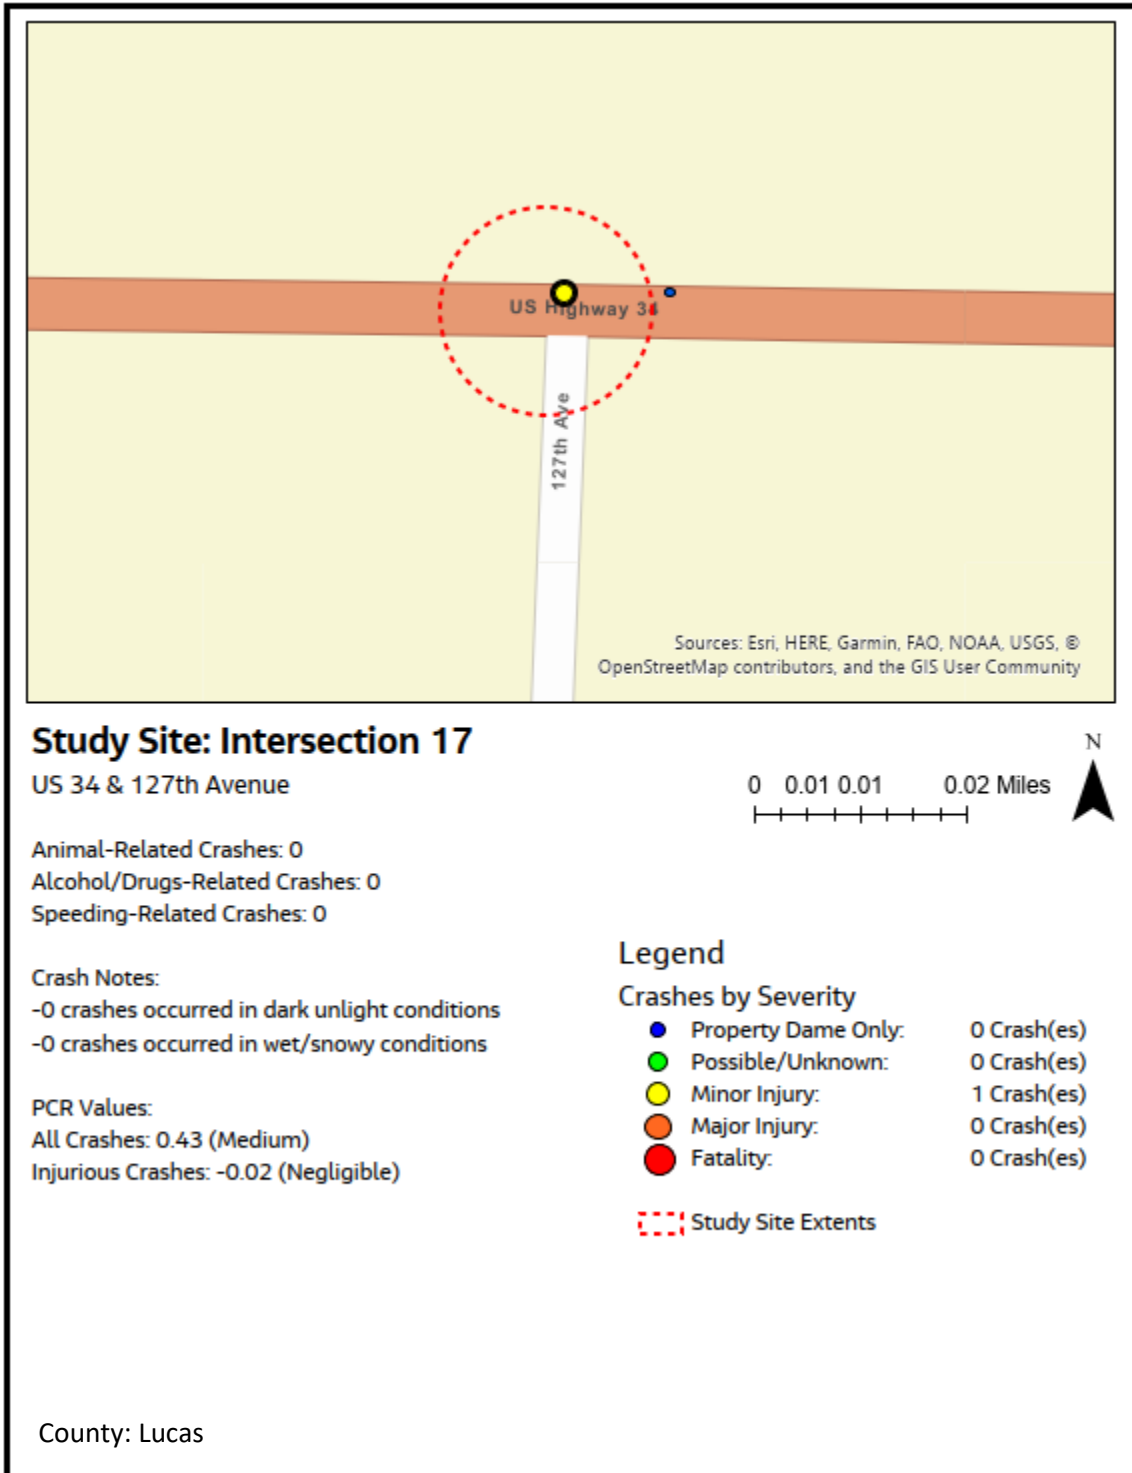 US Highway 34
127th Ave
Sources: Esri, HERE, Garmin, FAO, NOAA, USGS, ©
OpenStreetMap contributors, and the GIS User Community
Study Site: Intersection 17
US 34 & 127th Avenue
N
0 0.01 0.01 0.02 Miles
Animal-Related Crashes: 0
Alcohol/Drugs-Related Crashes: 0
Speeding-Related Crashes: 0
Crash Notes:
-0 crashes occurred in dark unlight conditions
-0 crashes occurred in wet/snowy conditions
PCR Values:
All Crashes: 0.43 (Medium)
Injurious Crashes: -0.02 (Negligible)
Legend
Crashes by Severity
Property Dame Only: 0 Crash(es)
Possible/Unknown: 0 Crash(es)
Minor Injury: 1 Crash(es)
Major Injury: 0 Crash(es)
Fatality: 0 Crash(es)
Study Site Extents
County: Lucas